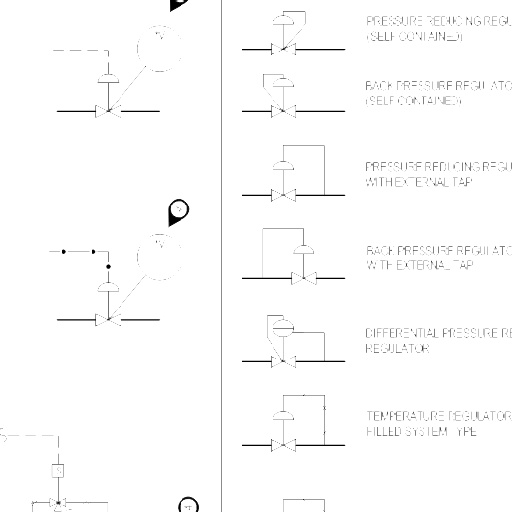 PRESSURE REDUCING REGU
(SELF CONTAINED)
BACK PRESSURE REGULATO
(SELF CONTAINED)
PRESSURE REDUCING REGU
WITH EXTERNAL TAP
BACK PRESSURE REGULATO
WITH EXTERNAL TAP
DIFFERENTIAL PRESSURE RE
REGULATOR
TEMPERATURE REGULATOR
FILLED SYSTEM TYPE
S